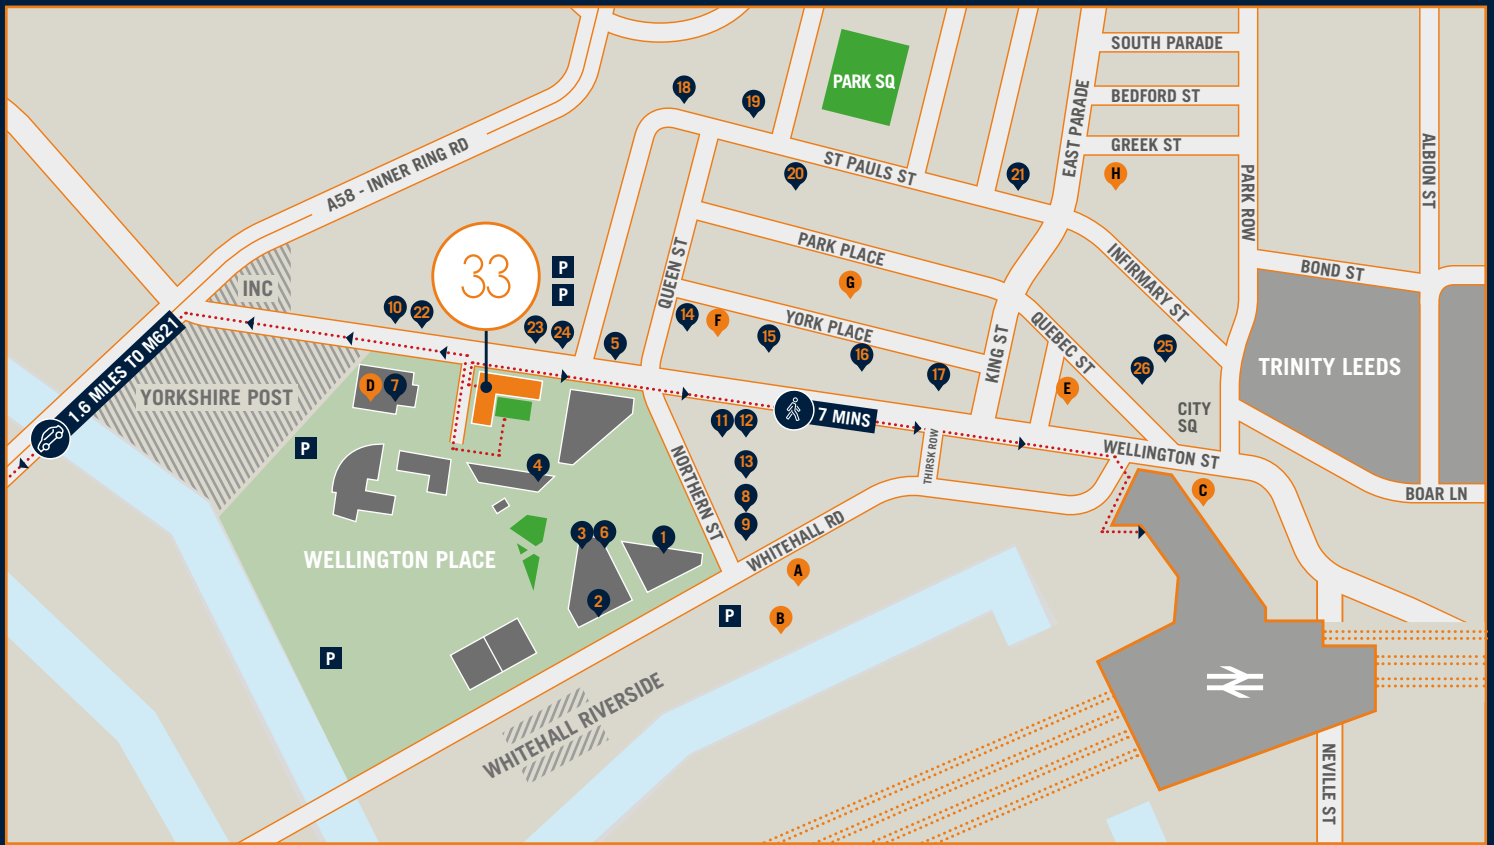 SOUTH PARADE
PARK SQ
18
19
BEDFORD ST
EAST PARADE
GREEK ST
ALBION ST
A58 - INNER RING RD
ST PAULS ST
20
21
H
PARK ROW
PARK PLACE
INFIRMARY ST
33
P
P
QUEEN ST
G
BOND ST
INC
10
22
23
24
5
14
F
15
YORK PLACE
16
17
KING ST
QUEBEC ST
25
26
TRINITY LEEDS
1.6 MILES TO M621
YORKSHIRE POST
D
7
E
CITY
SQ
11
12
7 MINS
THIRSK ROW
WELLINGTON ST
P
NORTHERN ST
4
13
8
9
C
BOAR LN
WELLINGTON PLACE
3
6
1
WHITEHALL RD
A
2
P
B
P
WHITEHALL RIVERSIDE
NEVILLE ST